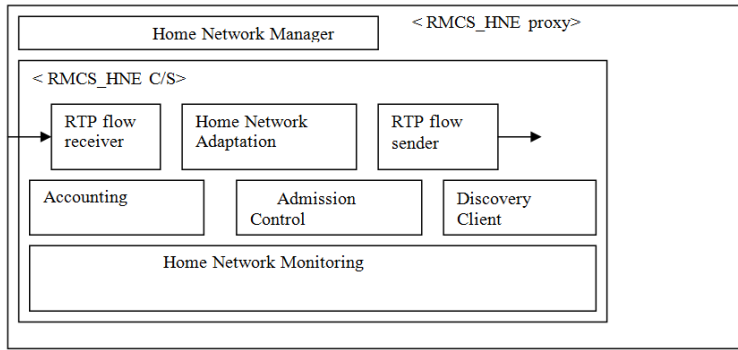 Home Network Manager
< RMCS_HNE proxy>
< RMCS_HNE C/S>
RTP flow
receiver
Home Network
Adaptation
RTP flow
sender
Accounting
Admission
Control
Discovery
Client
Home Network Monitoring